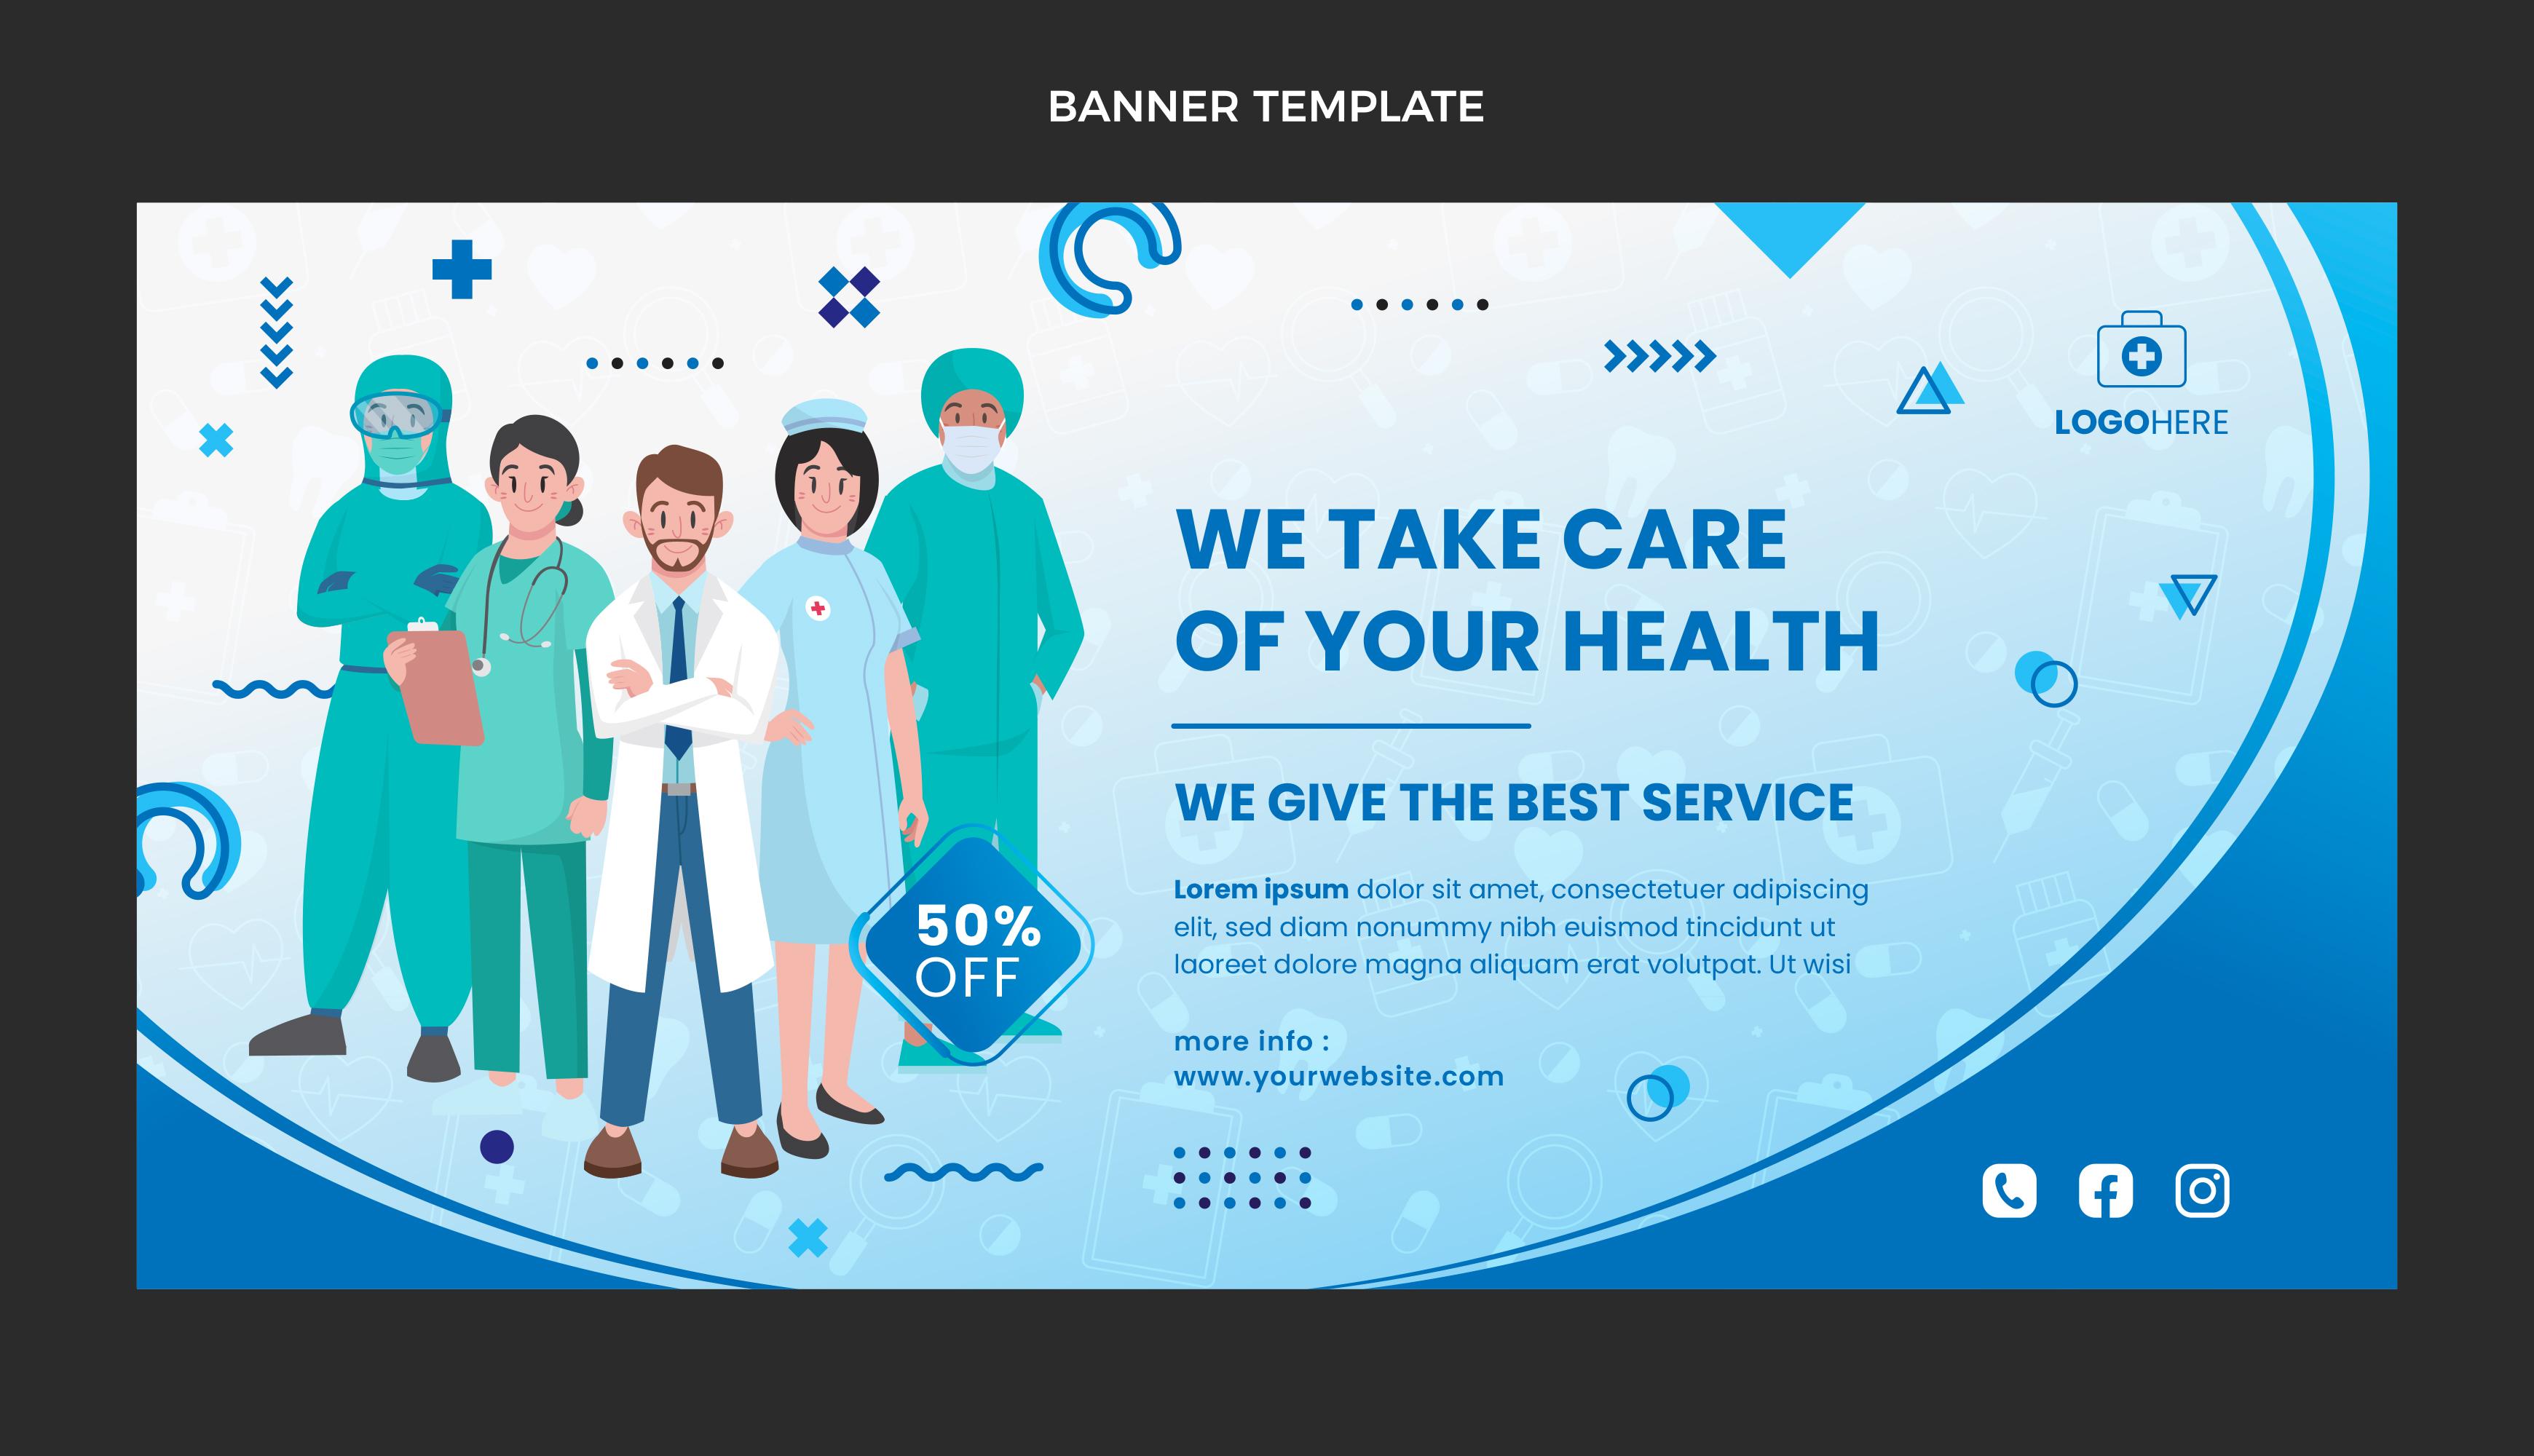 BANNER TEMPLATE
LOGOHERE
WE TAKE CARE
OF YOUR HEALTH
WE GIVE THE BEST SERVICE
Lorem ipsum dolor sit amet, consectetuer adipiscing
elit, sed diam nonummy nibh euismod tincidunt ut
laoreet dolore magna aliquam erat volutpat. Ut wisi
50%
OFF
more info :
www.yourwebsite.com